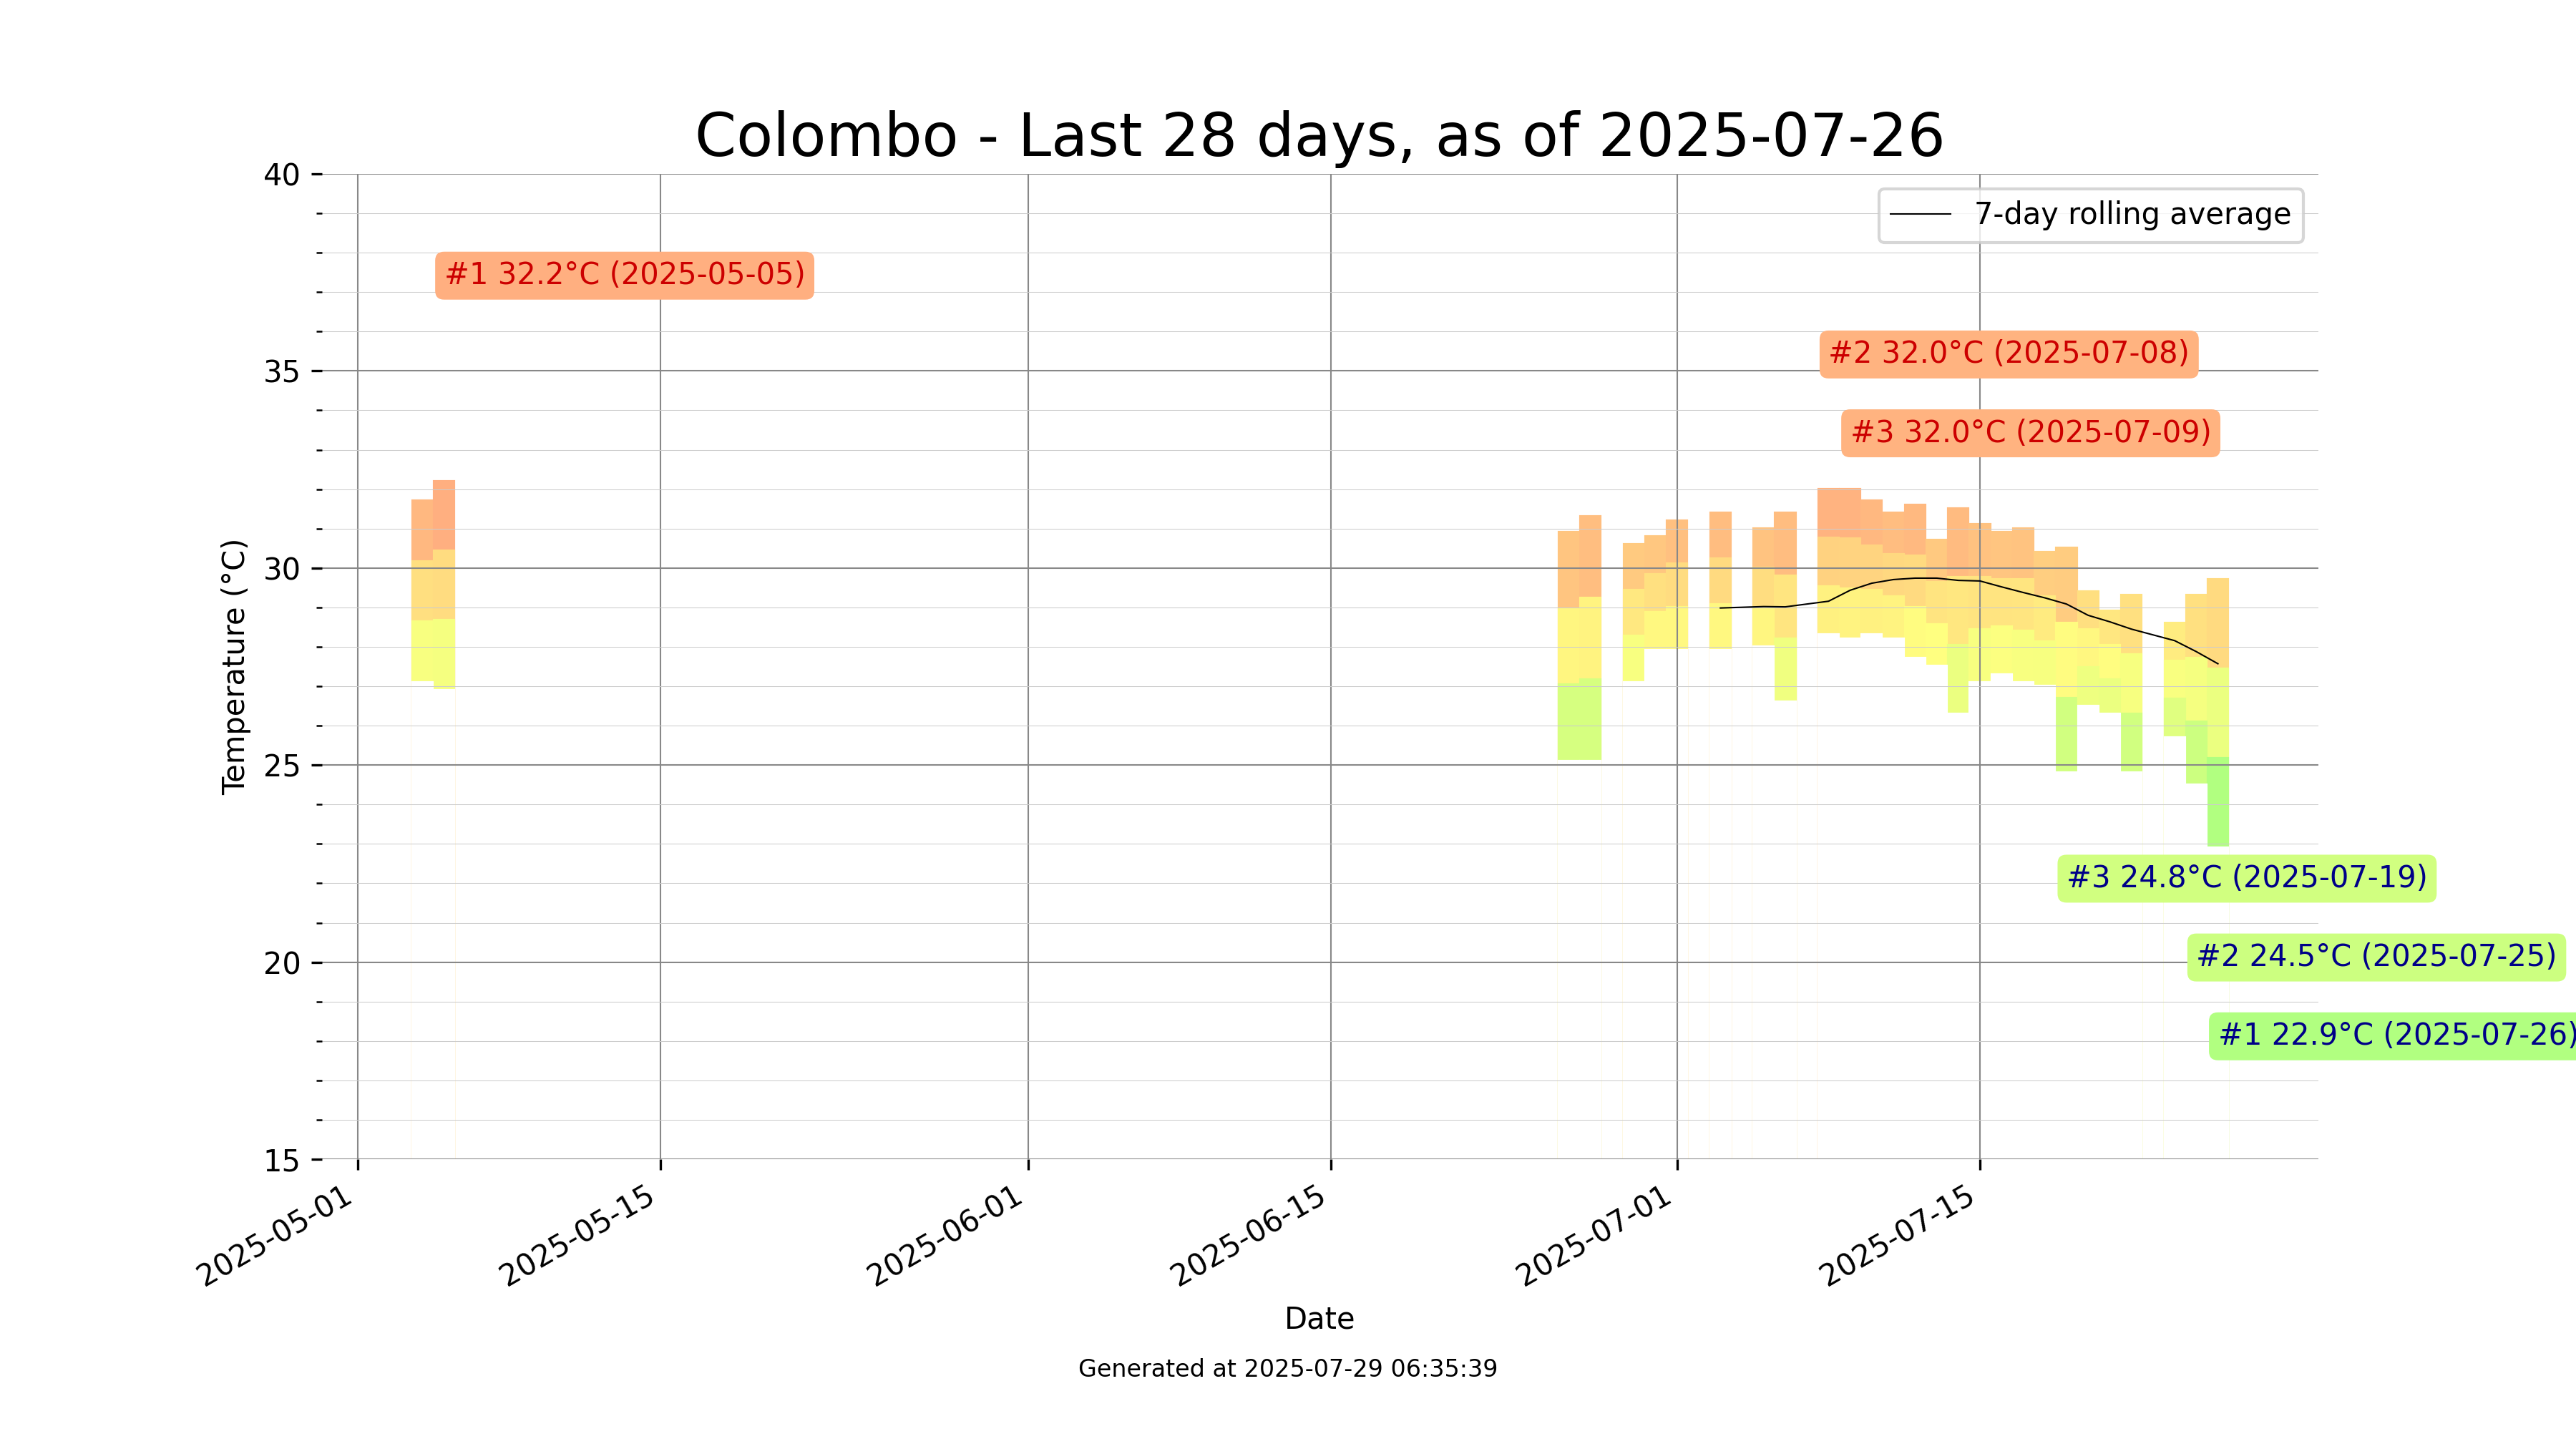 Colombo - Last 28 days, as of 2025-07-26
40
7-day rolling average
#1 32.2°C (2025-05-05)
#2 32.0°C (2025-07-08)
35
#3 32.0°C (2025-07-09)
30
Temperature (°C)
25
#3 24.8°C (2025-07-19)
20
#2 24.5°C (2025-07-25)
#1 22.9°C (2025-07-26)
15
2025-05-01
2025-05-15
2025-06-01
2025-06-15
2025-07-01
2025-07-15
Date
Generated at 2025-07-29 06:35:39